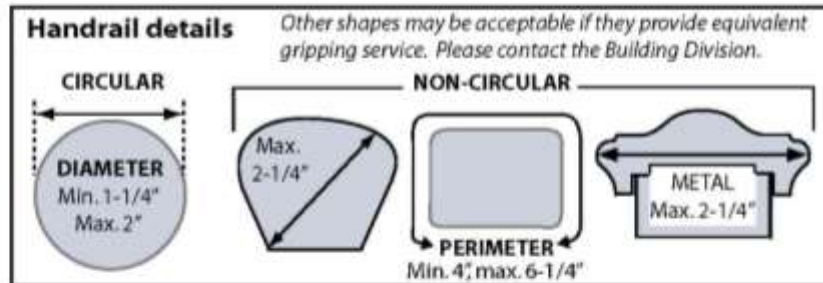 Handrail details
Other shapes may be acceptable if they provide equivalent
gripping service. Please contact the Building Division.
CIRCULAR
NON-CIRCULAR
DIAMETER
Min. 1-1/4"
Max. 2"
Max.
2-1/4"
PERIMETER
Min. 4", max. 6-1/4"
METAL
Max. 2-1/4"